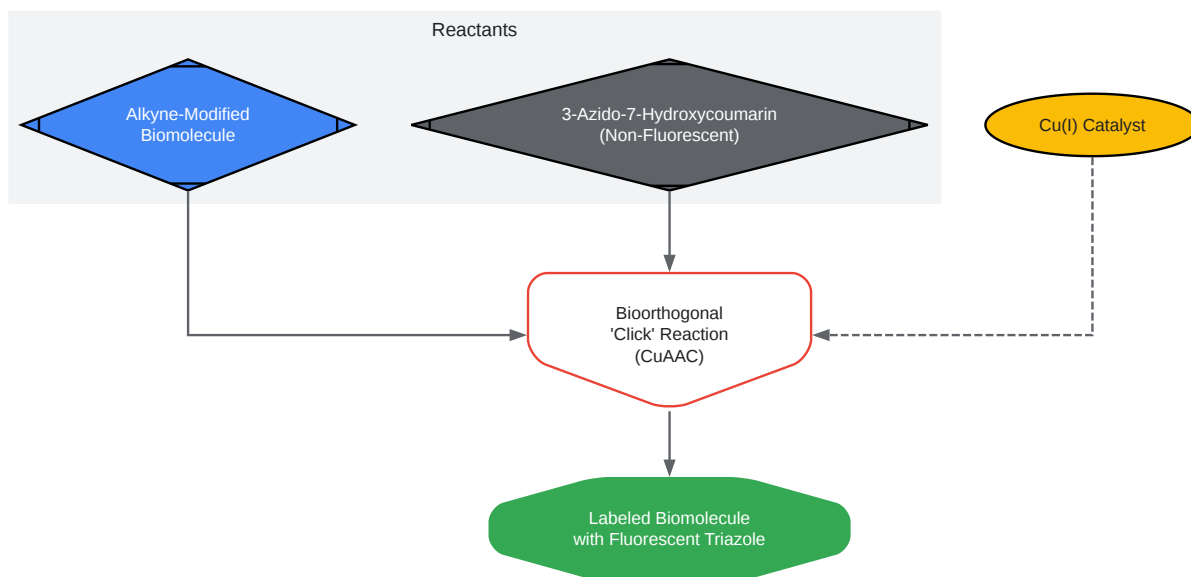 Reactants
Alkyne-Modified
Biomolecule
3-Azido-7-Hydroxycoumarin
(Non-Fluorescent)
Cu(I) Catalyst
Bioorthogonal
'Click' Reaction
(CuAAC)
Labeled Biomolecule
with Fluorescent Triazole